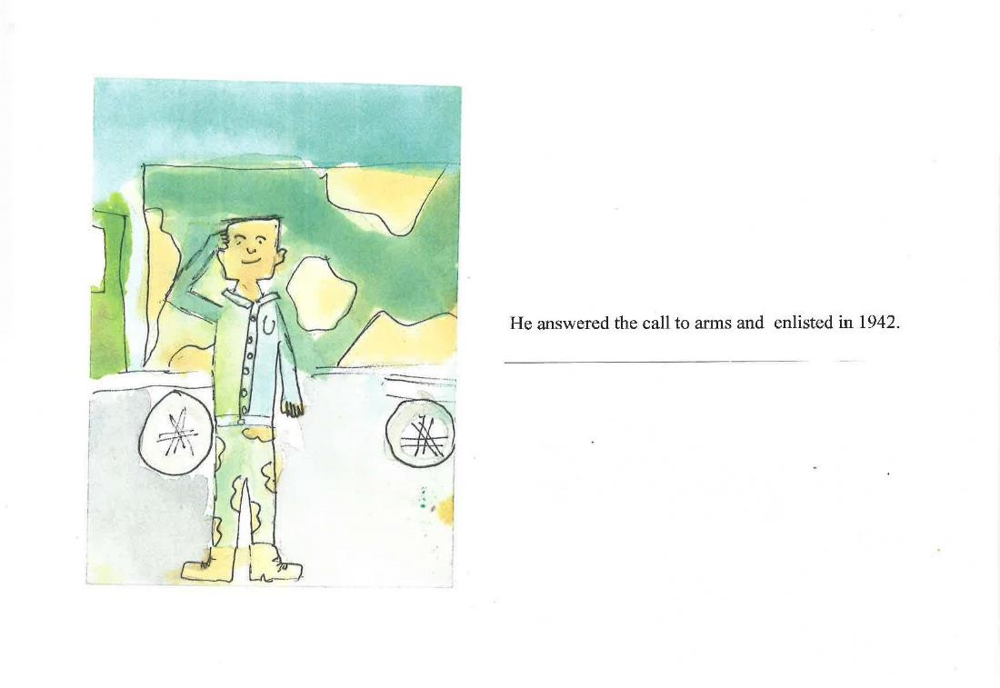 He answered the call to arms and  enlisted in 1942.